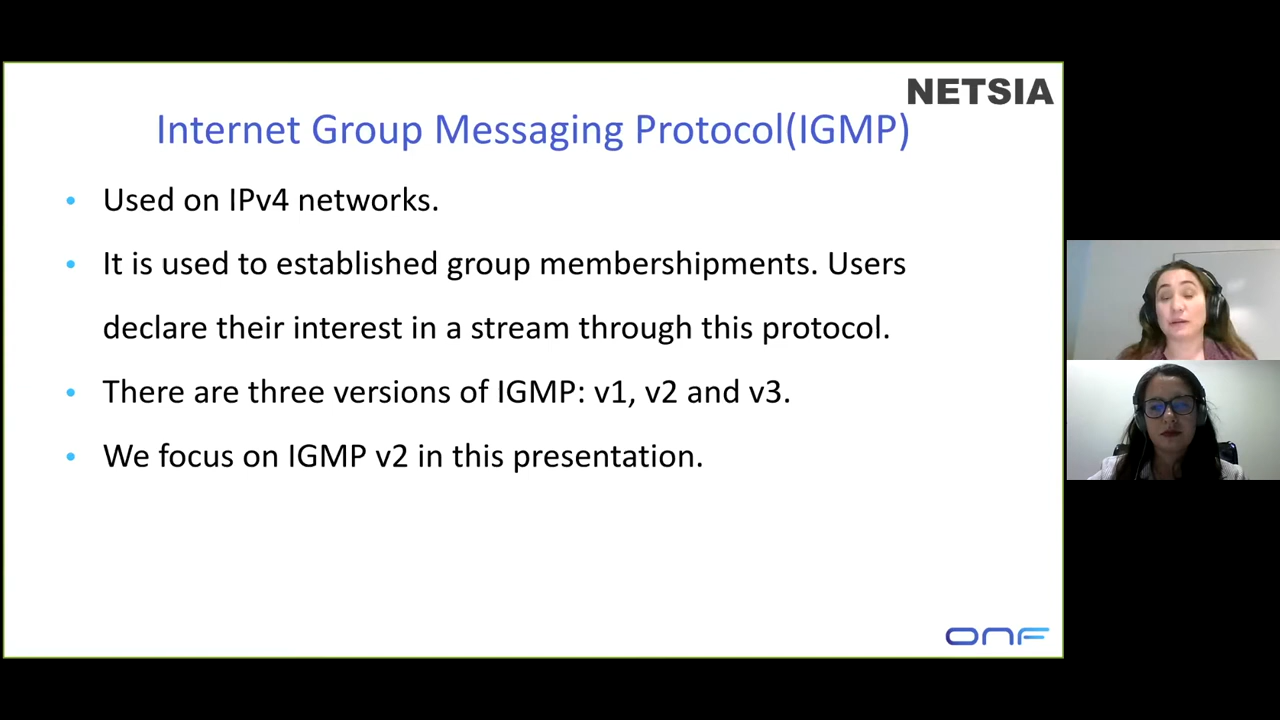 NETSIA
Internet Group Messaging Protocol(IGMP)
• Used on IPv4 networks.
• It is used to established group membershipments. Users
declare their interest in a stream through this protocol.
• There are three versions of IGMP: v1, v2 and v3.
• We focus on IGMP v2 in this presentation.
ONF